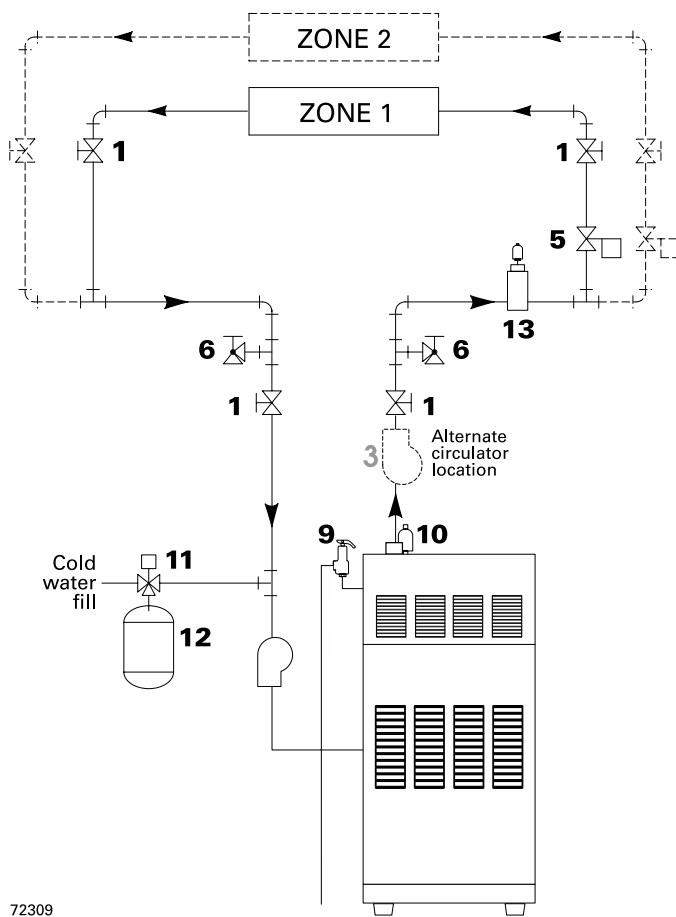 ZONE 2
ZONE 1
1
1
5
13
6
6
1
1
3
Alternate
circulator
location
9
10
Cold
water
fill
11
12
72309